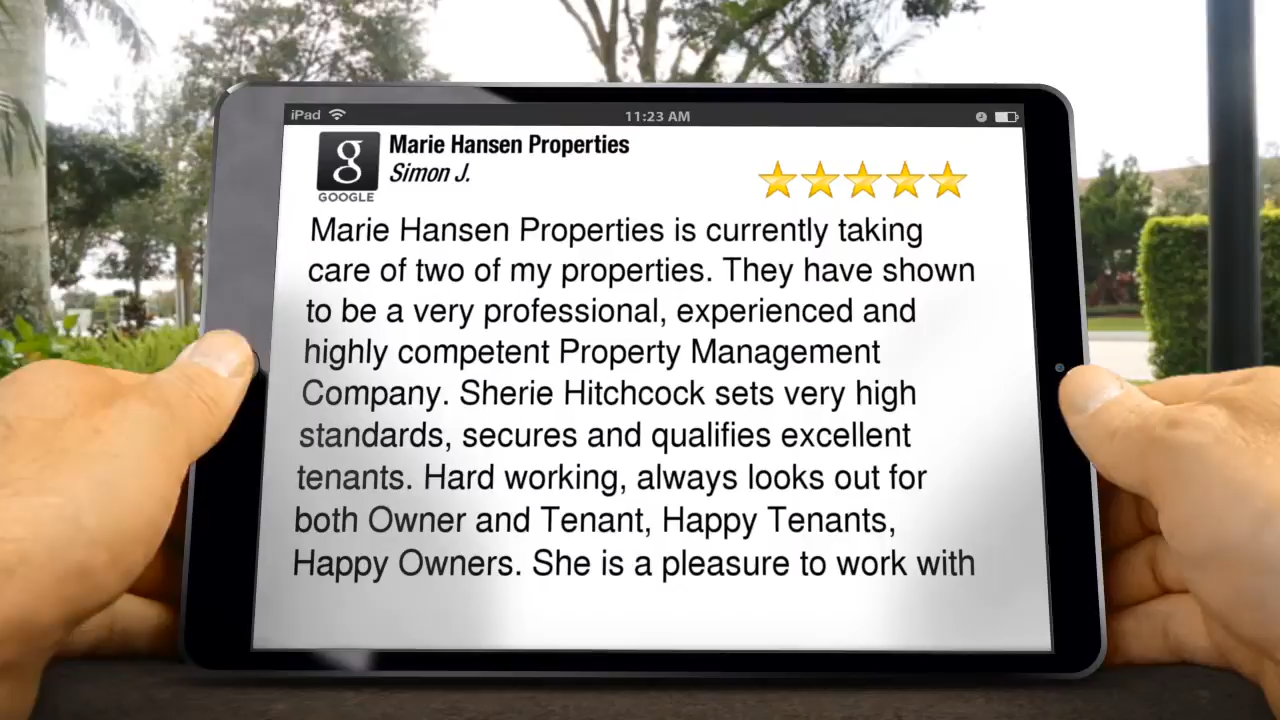 iPad
11:23 AM
g
GOOGLE
Marie Hansen Properties
Simon J.
Marie Hansen Properties is currently taking
care of two of my properties. They have shown
to be a very professional, experienced and
highly competent Property Management
Company. Sherie Hitchcock sets very high
standards, secures and qualifies excellent
tenants. Hard working, always looks out for
both Owner and Tenant, Happy Tenants,
Happy Owners. She is a pleasure to work with